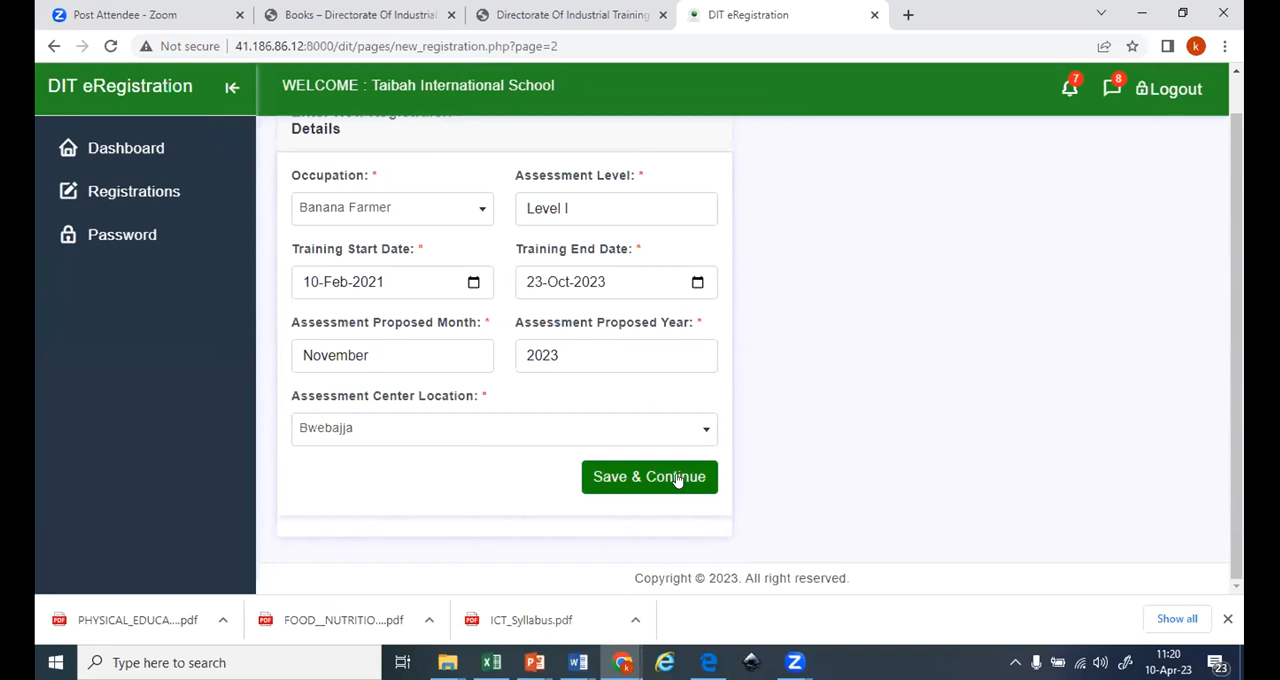 Post Attendee - Zoom
Books – Directorate Of Industrial
Directorate Of Industrial Training
DIT eRegistration
Not secure
41.186.86.12:8000/dit/pages/new_registration.php?page=2
k
DIT eRegistration
WELCOME : Taibah International School
7
8
Logout
Details
Dashboard
Registrations
Password
Occupation: *
Assessment Level: *
Banana Farmer
Level I
Training Start Date: *
Training End Date: *
10-Feb-2021
23-Oct-2023
Assessment Proposed Month: *
Assessment Proposed Year: *
November
2023
Assessment Center Location: *
Bwebajja
Save & Continue
Copyright © 2023. All right reserved.
PHYSICAL_EDUCA....pdf
FOOD__NUTRITIO....pdf
ICT_Syllabus.pdf
Show all
Type here to search
11:20
10-Apr-23
23